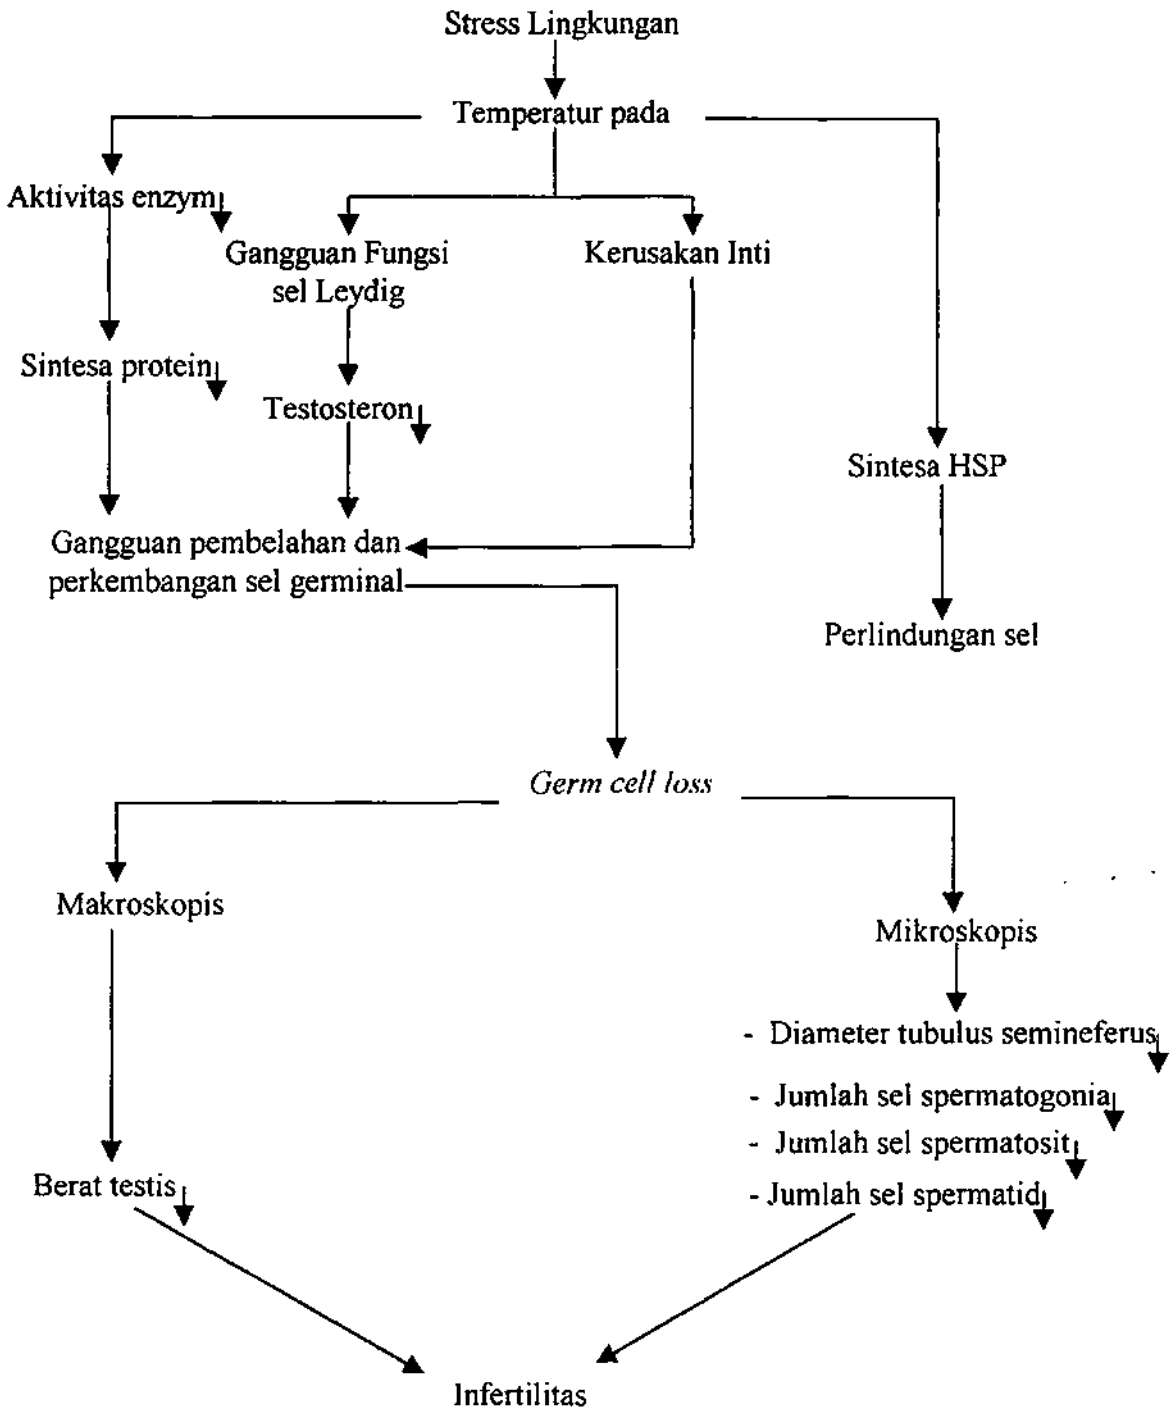 Stress Lingkungan
Temperatur pada
Aktivitas enzym
Gangguan Fungsi
sel Leydig
Kerusakan Inti
Sintesa protein
Testosteron
Sintesa HSP
Gangguan pembelahan dan
perkembangan sel germinal
Perlindungan sel
Germ cell loss
Makroskopis
Mikroskopis
- Diameter tubulus semineferus
- Jumlah sel spermatogonia
- Jumlah sel spermatosit
- Jumlah sel spermatid
Berat testis
Infertilitas